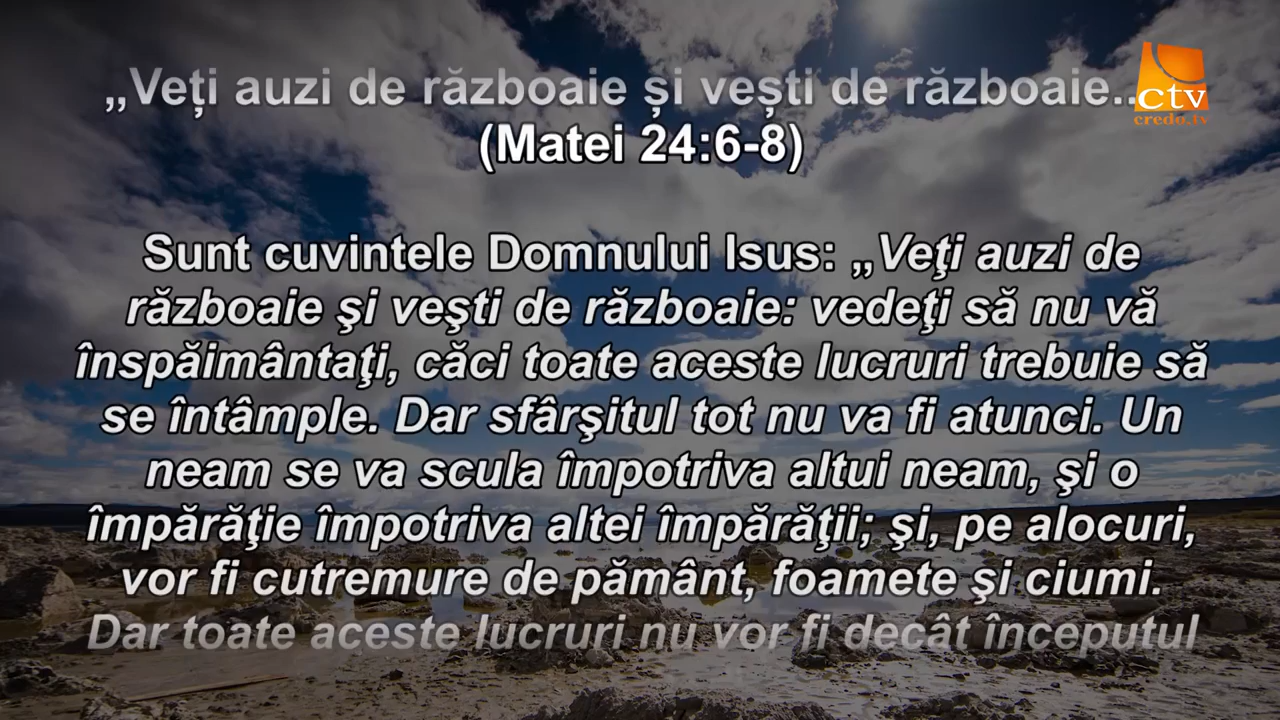 „Veți auzi de războaie și vești de războaie..
(Matei 24:6-8)
ctv
credo.tv
Sunt cuvintele Domnului Isus: „Veţi auzi de
războaie şi veşti de războaie: vedeţi să nu vă
înspăimântaţi, căci toate aceste lucruri trebuie să
se întâmple. Dar sfârşitul tot nu va fi atunci. Un
neam se va scula împotriva altui neam, şi o
împărăţie împotriva altei împărăţii; şi, pe alocuri,
vor fi cutremure de pământ, foamete şi ciumi.
Dar toate aceste lucruri nu vor fi decât începutul